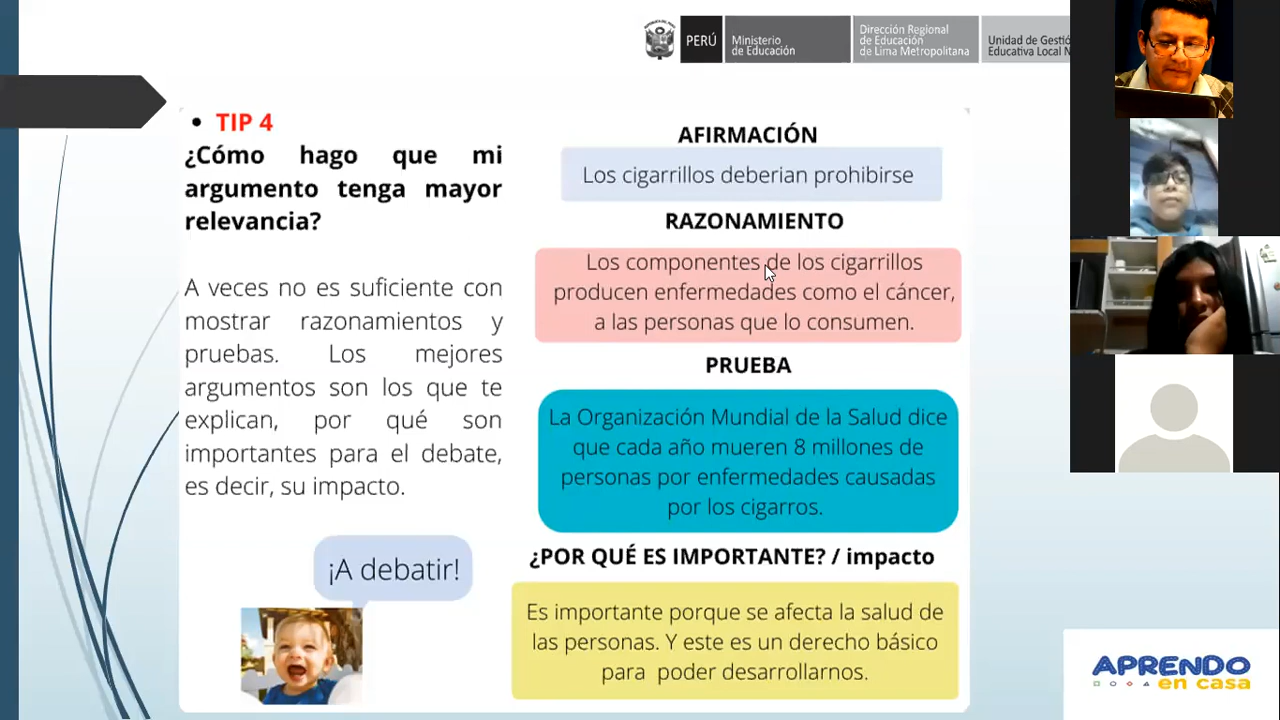 PERÚ
Ministerio
de Educación
Dirección Regional
de Educación
de Lima Metropolitana
Unidad de Gestió
Educativa Local N
• TIP 4
¿Cómo hago que mi
argumento tenga mayor
relevancia?
A veces no es suficiente con
mostrar razonamientos y
pruebas. Los mejores
argumentos son los que te
explican, por qué son
importantes para el debate,
es decir, su impacto.
¡A debatir!
AFIRMACIÓN
Los cigarrillos deberian prohibirse
RAZONAMIENTO
Los componentes de los cigarrillos
producen enfermedades como el cáncer,
a las personas que lo consumen.
PRUEBA
La Organización Mundial de la Salud dice
que cada año mueren 8 millones de
personas por enfermedades causadas
por los cigarros.
¿POR QUÉ ES IMPORTANTE? / impacto
Es importante porque se afecta la salud de
las personas. Y este es un derecho básico
para poder desarrollarnos.
APRENDO
en casa